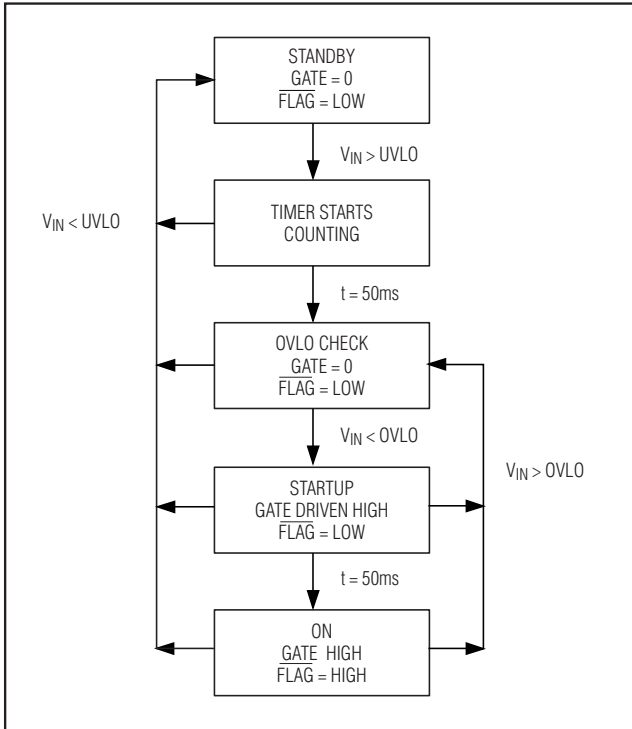 STANDBY
GATE = 0
FLAG = LOW
V_IN > UVLO
TIMER STARTS
COUNTING
V_IN < UVLO
t = 50ms
OVLO CHECK
GATE = 0
FLAG = LOW
V_IN < OVLO
V_IN > OVLO
STARTUP
GATE DRIVEN HIGH
FLAG = LOW
t = 50ms
ON
GATE HIGH
FLAG = HIGH